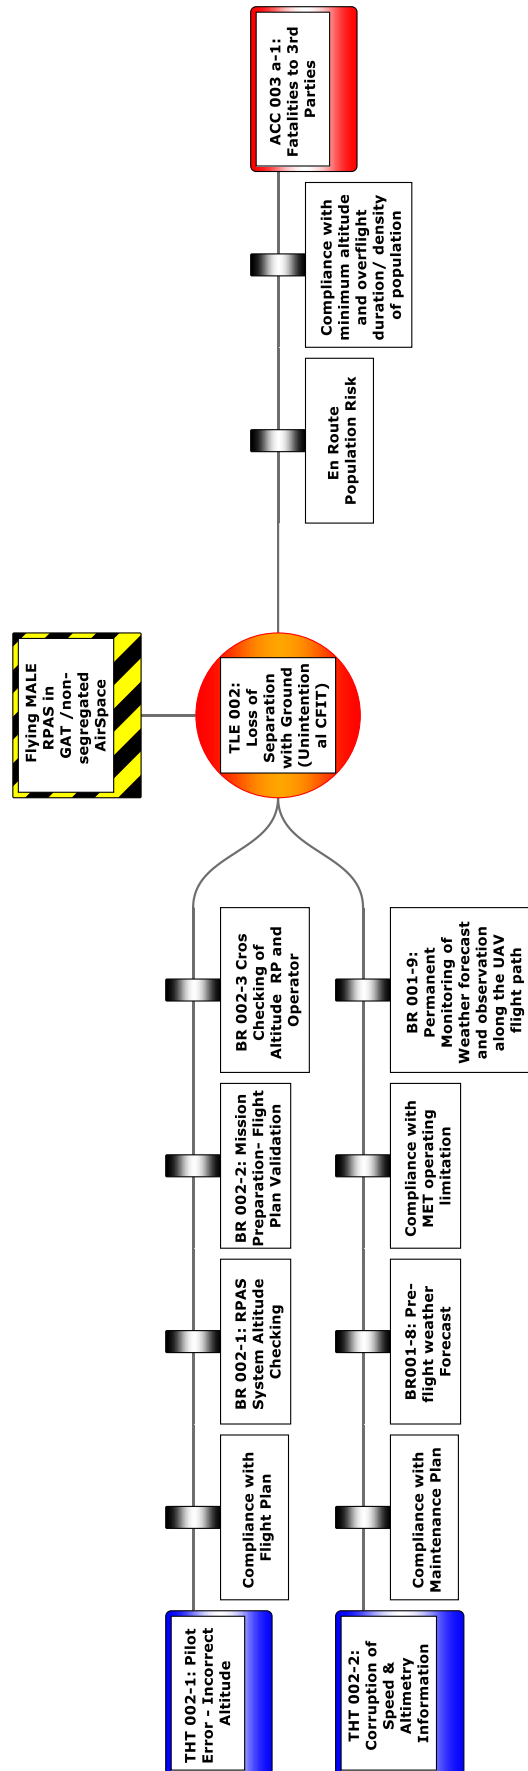 THT 002-1: Pilot
Error - Incorrect
Altitude
Compliance with
Flight Plan
BR 002-1: RPAS
System Altitude
Checking
BR 002-2: Mission
Preparation- Flight
Plan Validation
BR 002-3 Cros
Checking of
Altitude RP and
Operator
THT 002-2:
Corruption of
Speed &
Altimetry
Information
Compliance with
Maintenance Plan
BR001-8: Pre-
flight weather
Forecast
Compliance with
MET operating
limitation
BR 001-9:
Permanent
Monitoring of
Weather forecast
and observation
along the UAV
flight path
Flying MALE
RPAS in
GAT /non-
segregated
AirSpace
TLE 002:
Loss of
Separation
with Ground
(Unintention
al CFIT)
En Route
Population Risk
Compliance with
minimum altitude
and overflight
duration/ density
of population
ACC 003 a-1:
Fatalities to 3rd
Parties